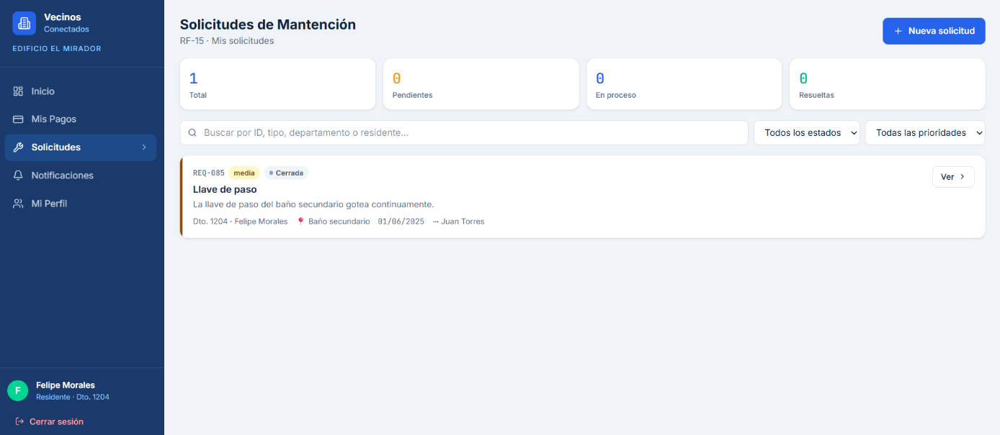 Vecinos
Conectados
EDIFICIO EL MIRADOR
Inicio
Mis Pagos
Solicitudes
Notificaciones
Mi Perfil
Felipe Morales
Residente · Dto. 1204
Cerrar sesión
F
Solicitudes de Mantención
RF-15 · Mis solicitudes
+ Nueva solicitud
1
Total
0
Pendientes
0
En proceso
0
Resueltas
Buscar por ID, tipo, departamento o residente...
Todos los estados
Todas las prioridades
REQ-085 media Cerrada
Ver
Llave de paso
La llave de paso del baño secundario gotea continuamente.
Dto. 1204 · Felipe Morales 📍 Baño secundario 01/06/2025 → Juan Torres